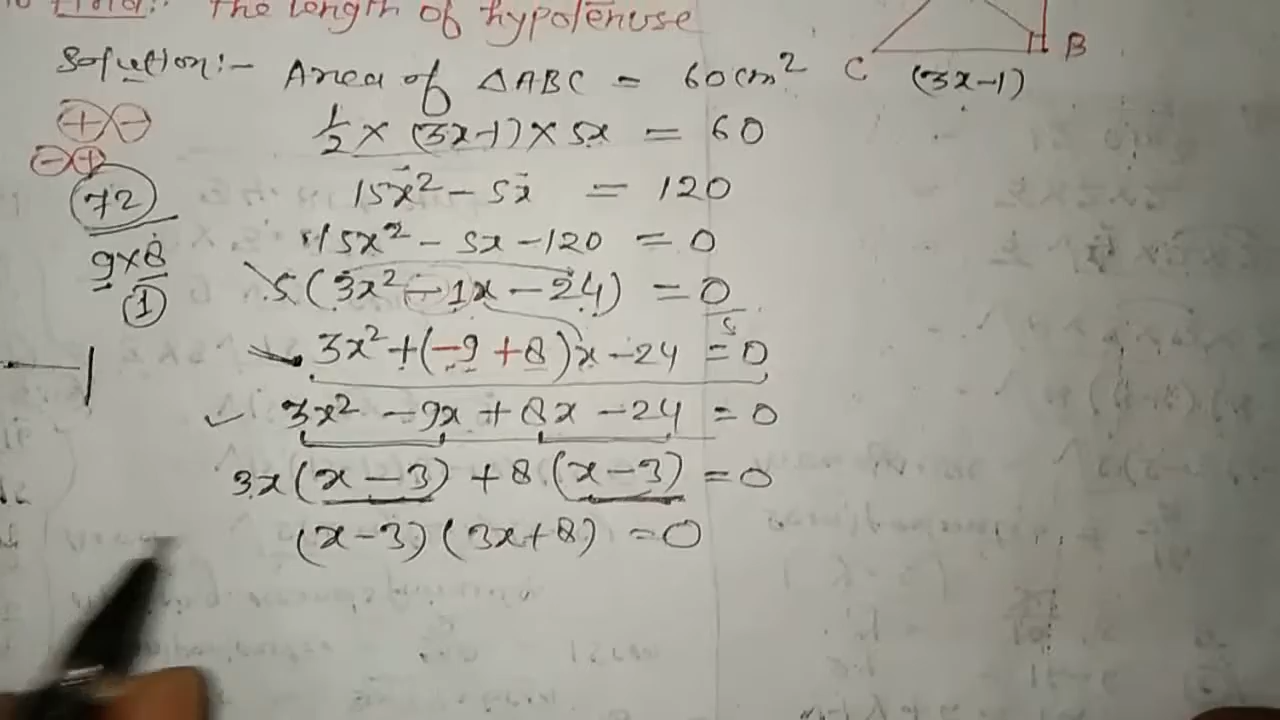 The length of hypotenuse
C (3x-1) B
Solution:- Area of △ABC = 60cm²
1/2 × (3x-1) × 5x = 60
15x² - 5x = 120
15x² - 5x - 120 = 0
5(3x² - 1x - 24) = 0/5
3x² + (-9 + 8)x - 24 = 0
3x² - 9x + 8x - 24 = 0
3x(x - 3) + 8(x - 3) = 0
(x-3) (3x+8) = 0
+ -
- +
72
9×8
1